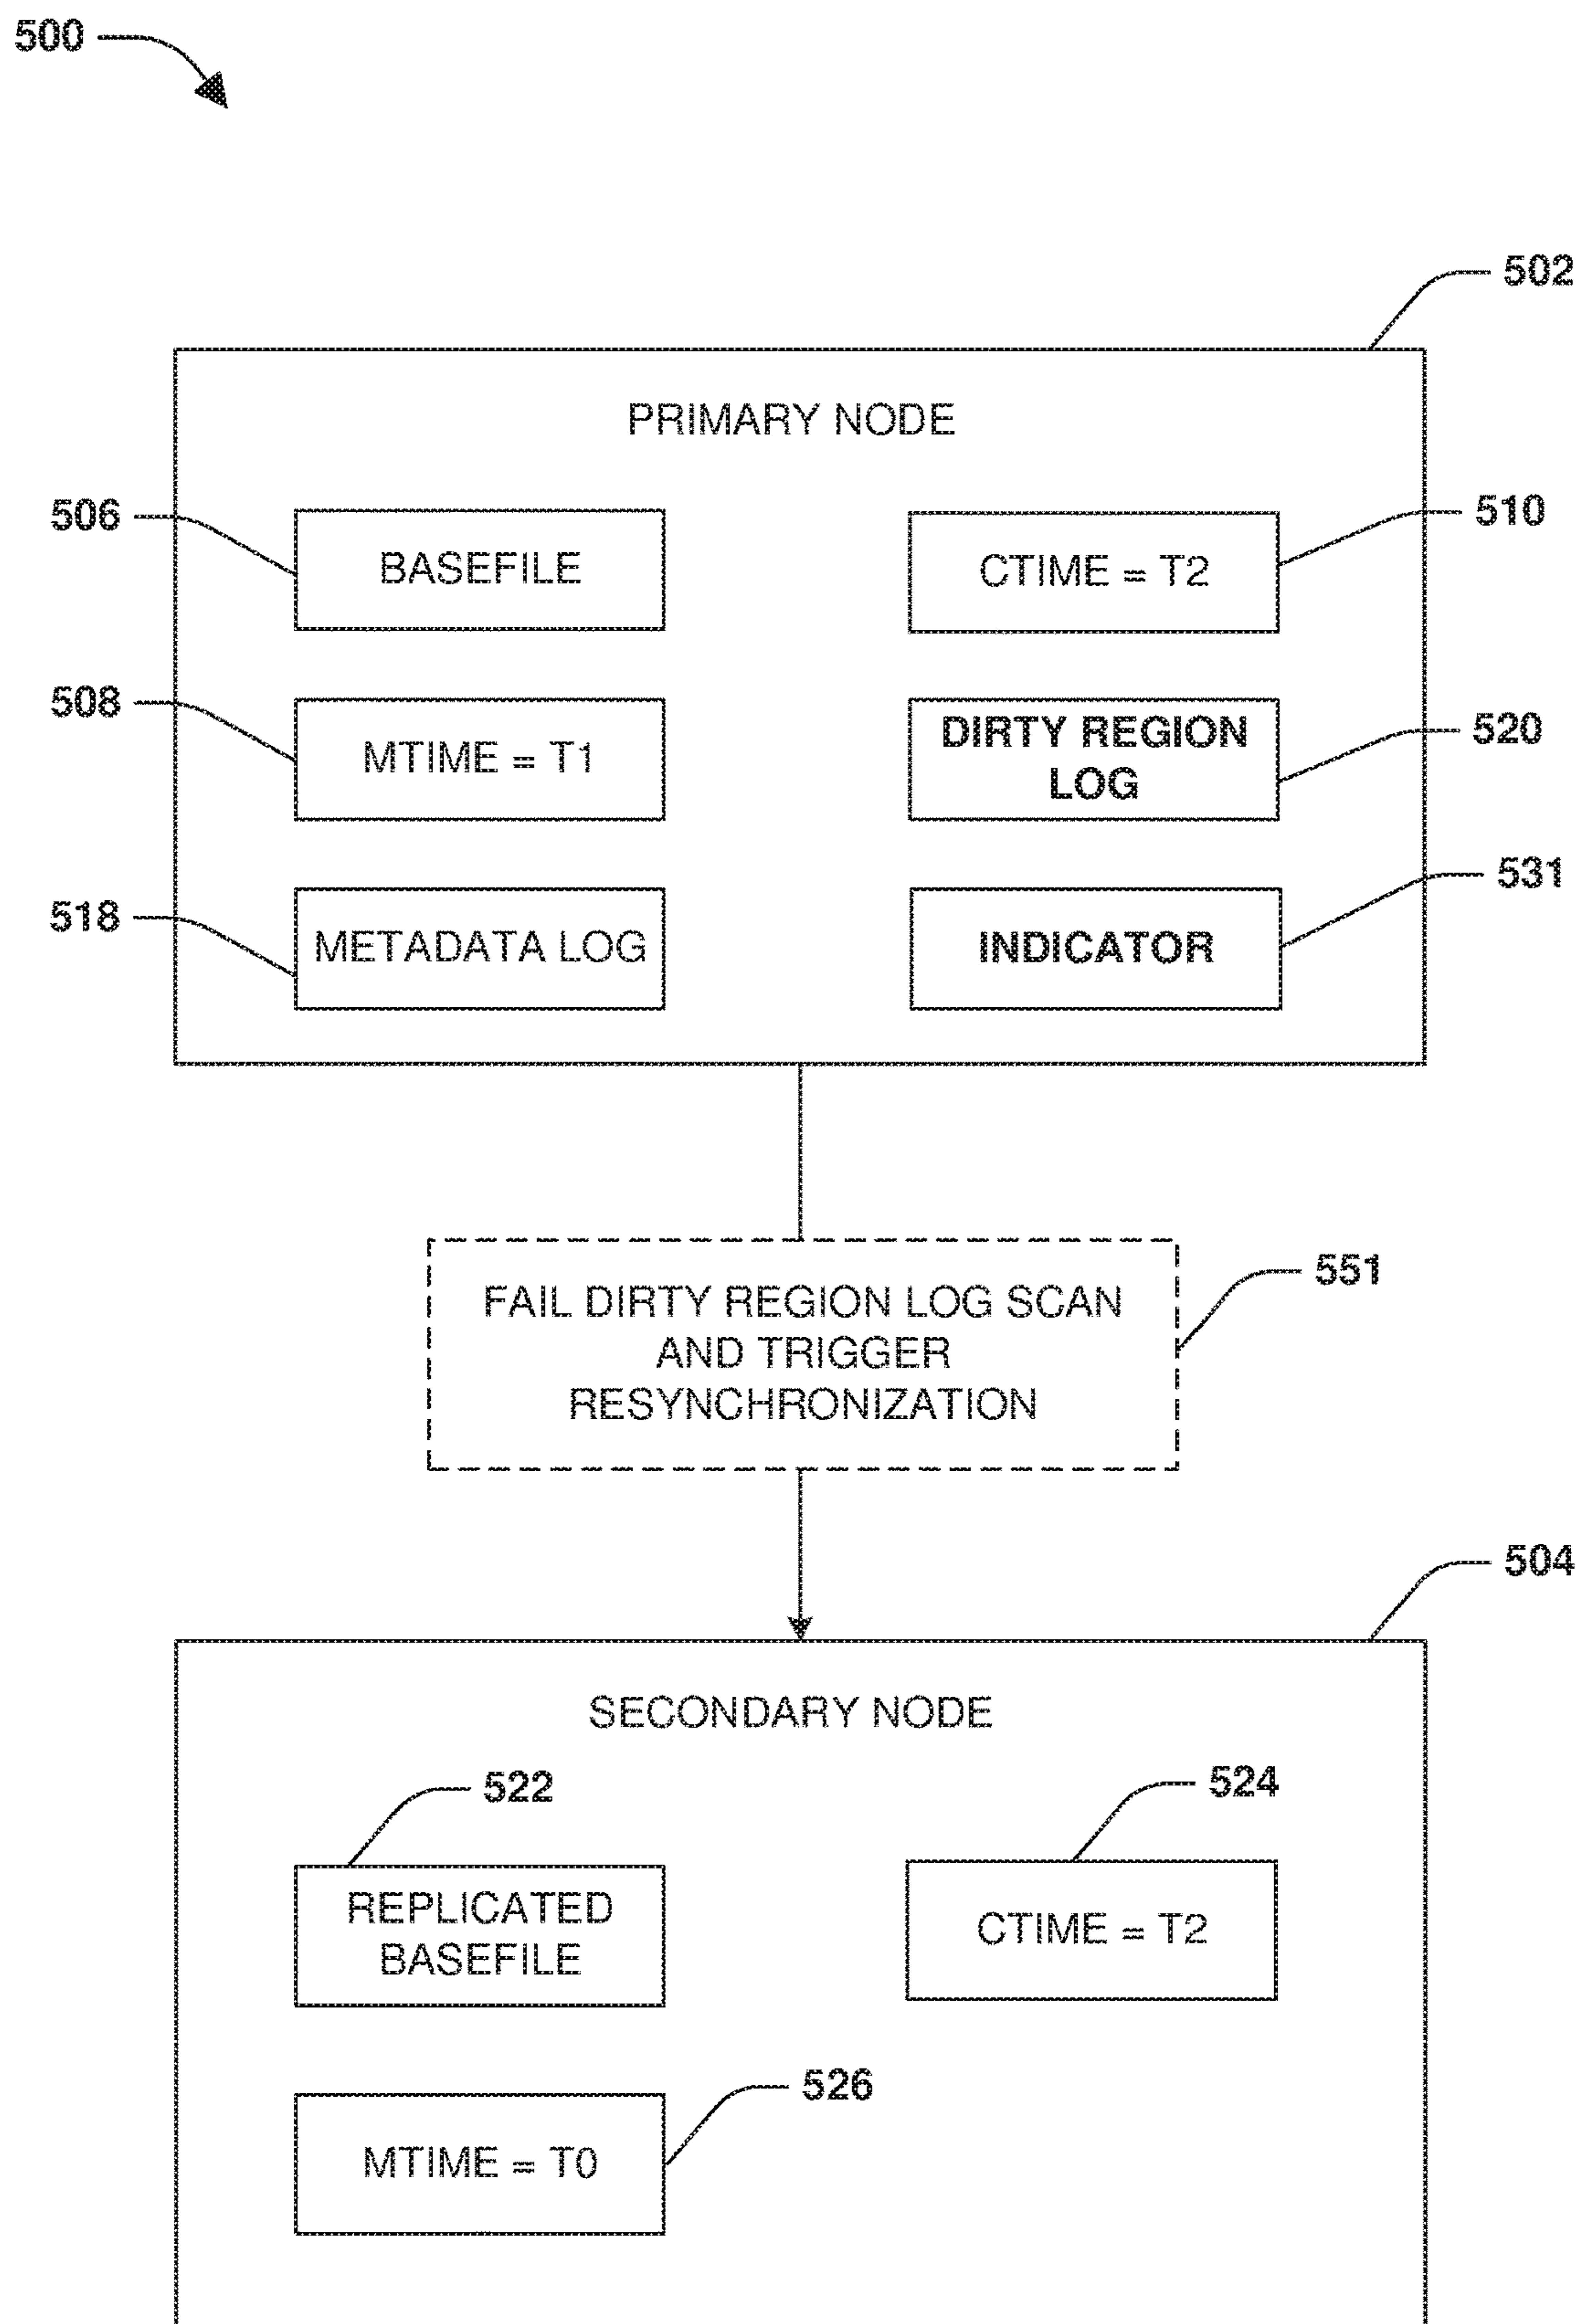 500
502
PRIMARY NODE
506
BASEFILE
CTIME = T2
510
508
MTIME = T1
DIRTY REGION
LOG
520
518
METADATA LOG
INDICATOR
531
FAIL DIRTY REGION LOG SCAN
AND TRIGGER
RESYNCHRONIZATION
551
504
SECONDARY NODE
522
524
REPLICATED
BASEFILE
CTIME = T2
526
MTIME = T0